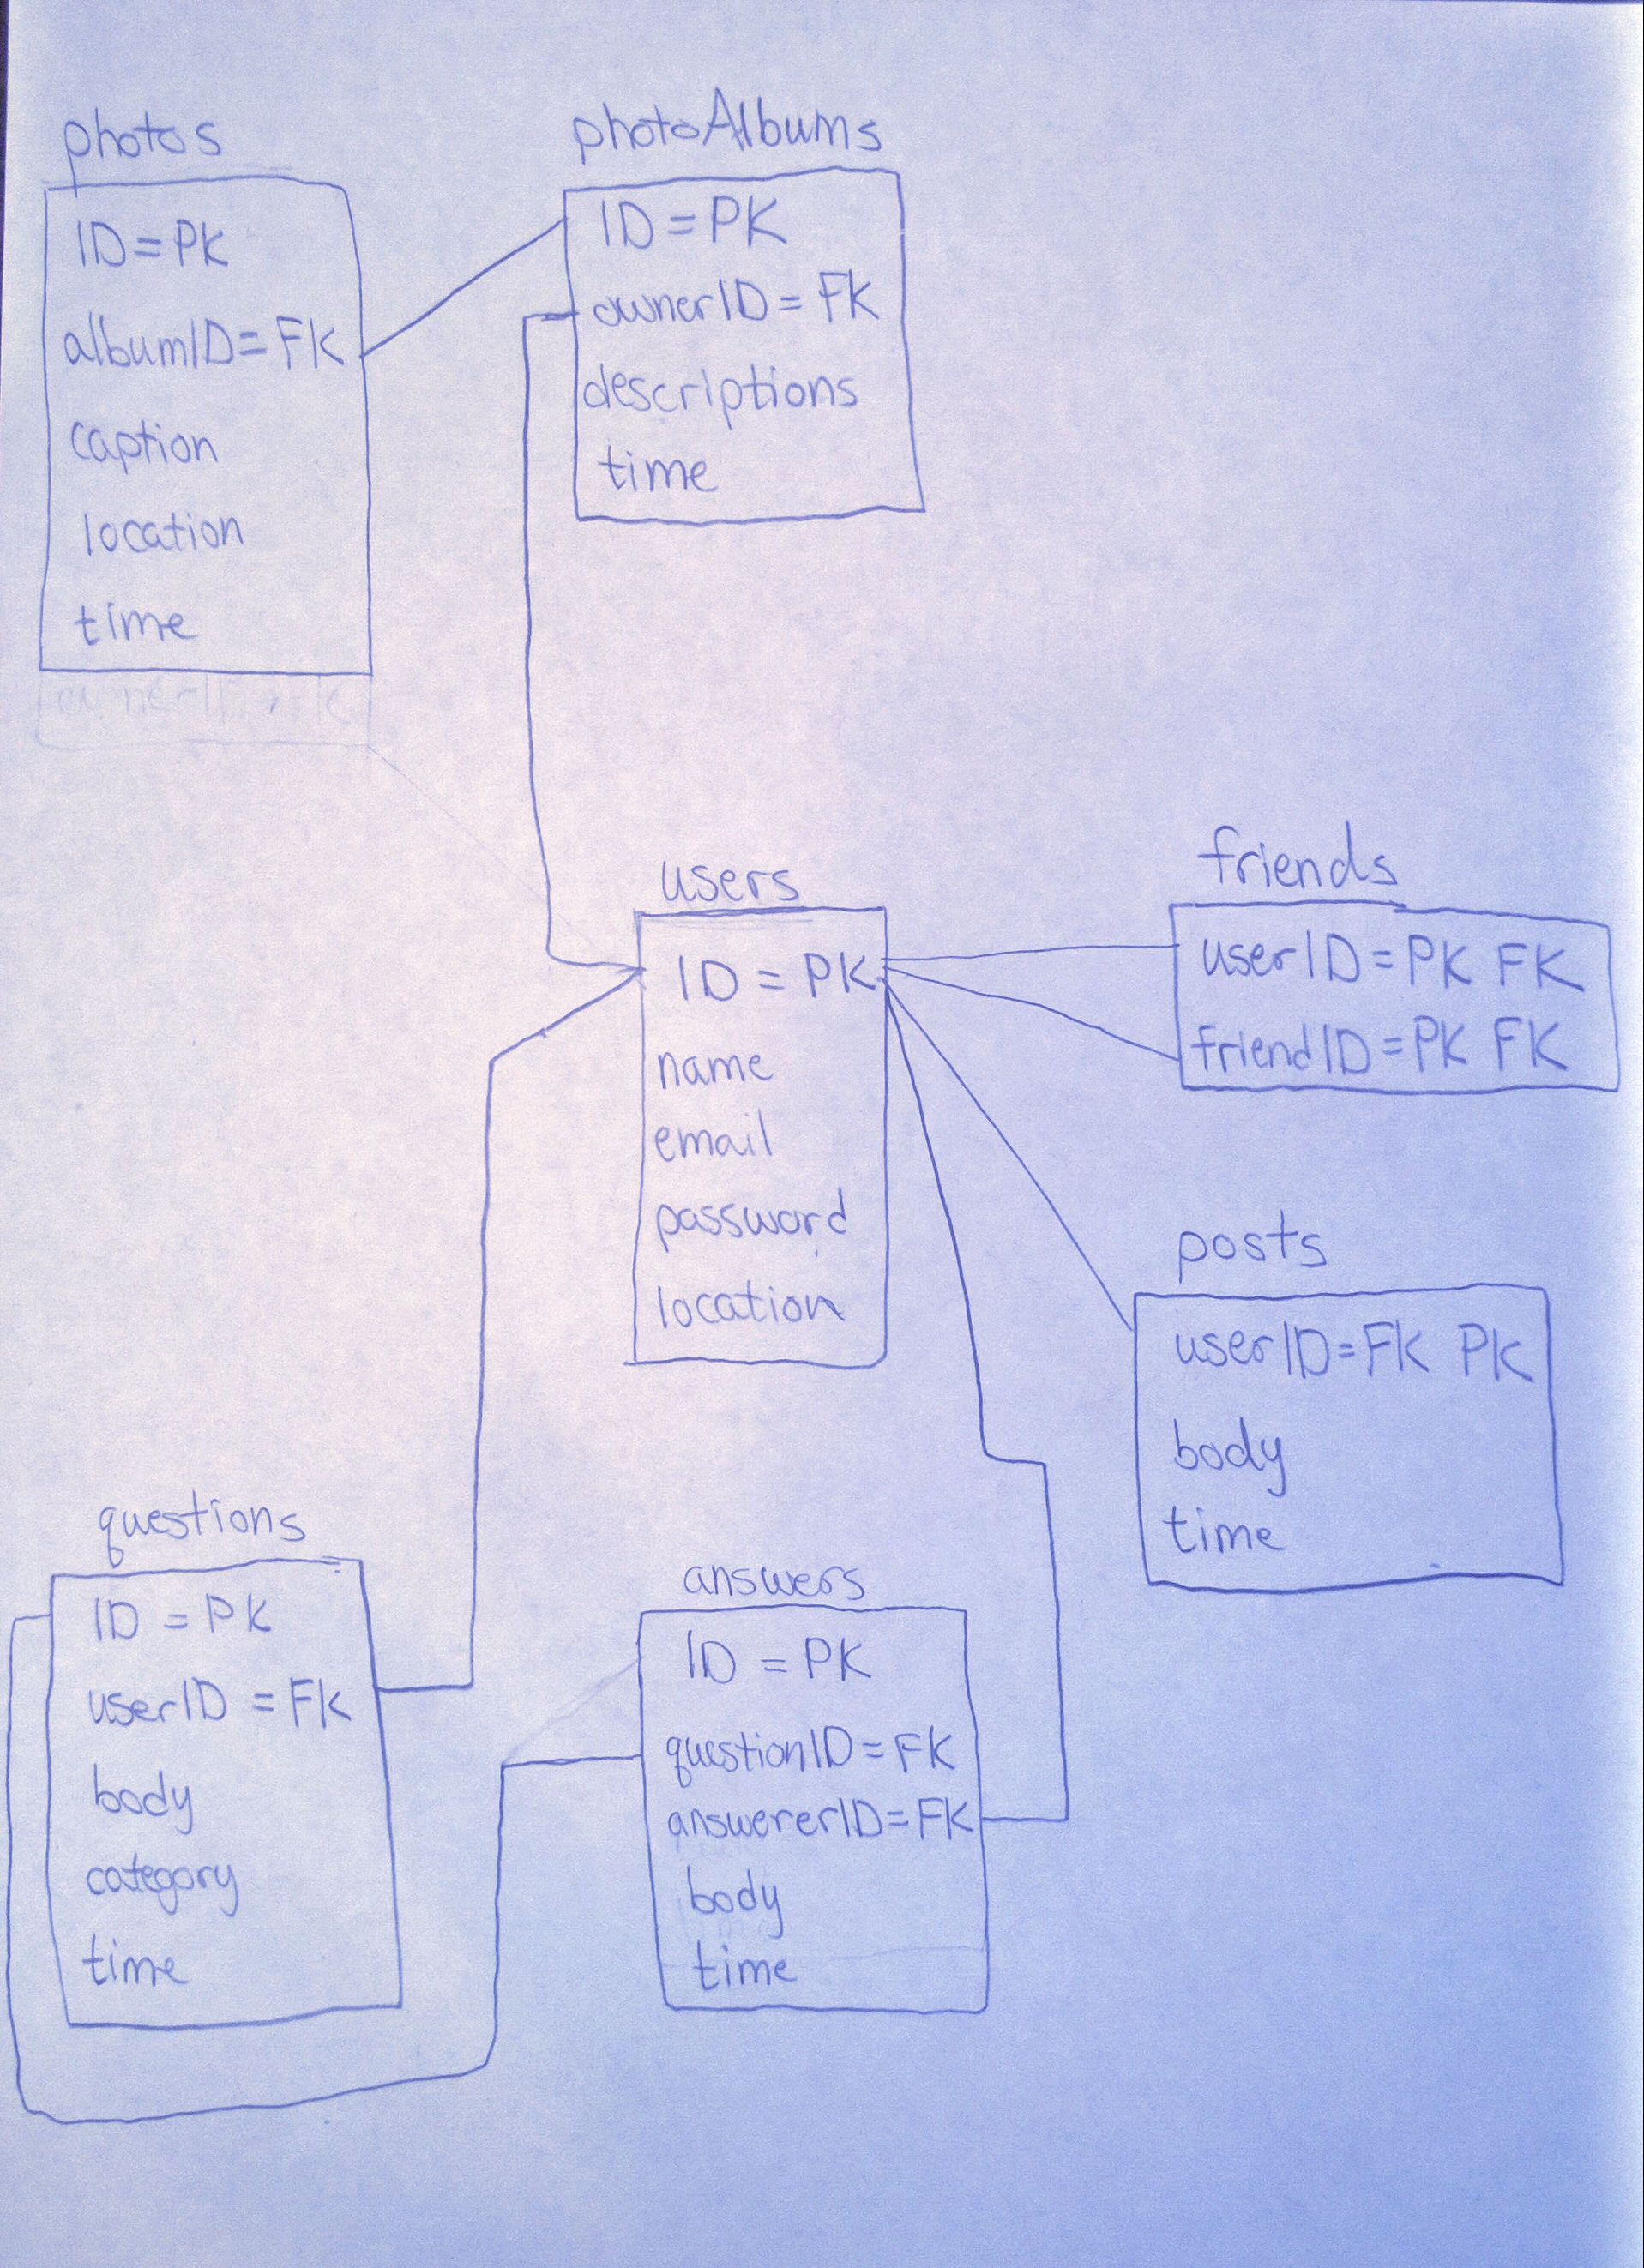 photos
ID = PK
albumID = FK
caption
location
time
photoAlbums
ID = PK
ownerID = FK
descriptions
time
users
ID = PK
name
email
password
location
friends
userID = PK FK
friendID = PK FK
posts
userID = FK PK
body
time
questions
ID = PK
userID = FK
body
category
time
answers
ID = PK
questionID = FK
answererID = FK
body
time